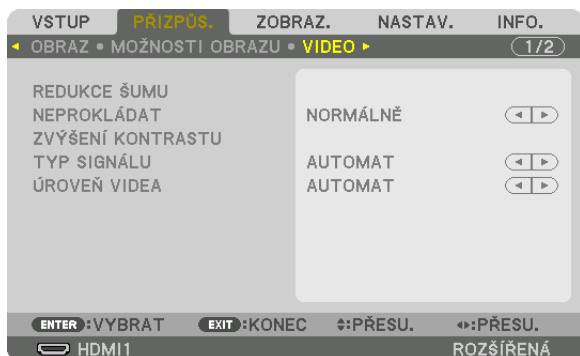 VSTUP PŘIZPŮS. ZOBRAZ. NASTAV. INFO.
◂ OBRAZ • MOŽNOSTI OBRAZU • VIDEO ▸ 1/2
REDUKCE ŠUMU
NEPROKLÁDAT NORMÁLNĚ ◂ ▸
ZVÝŠENÍ KONTRASTU
TYP SIGNÁLU AUTOMAT ◂ ▸
ÚROVEŇ VIDEA AUTOMAT ◂ ▸
ENTER :VYBRAT EXIT :KONEC :PŘESU. :PŘESU.
HDMI1 ROZŠÍŘENÁ